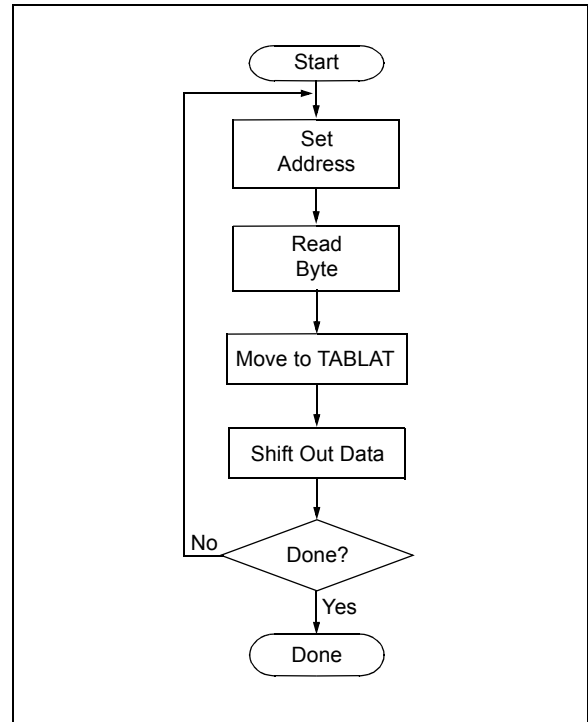 Start
Set
Address
Read
Byte
Move to TABLAT
Shift Out Data
Done?
No
Yes
Done